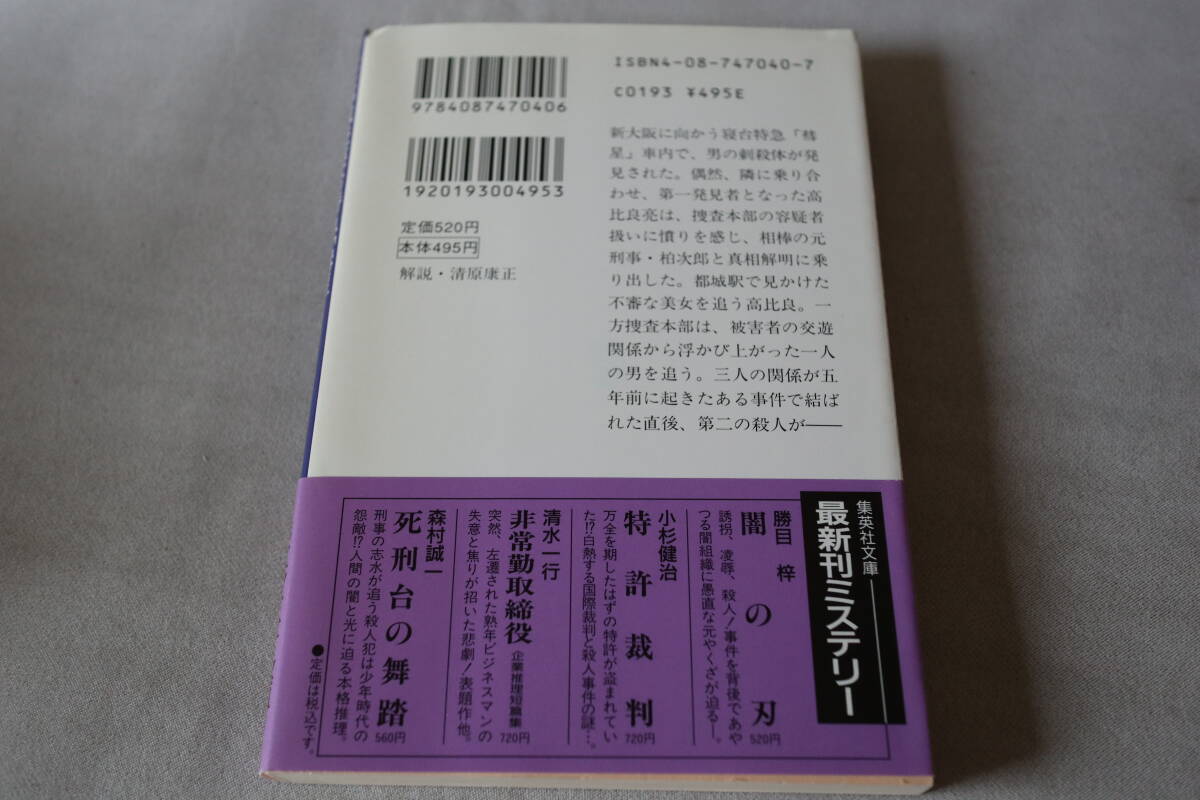 9784087470406
1920193004953
定価520円
本体495円
解説・清原康正
ISBN4-08-747040-7
C0193 ¥495E
新大阪に向かう寝台特急「彗
星」車内で、男の刺殺体が発
見された。偶然、隣に乗り合
わせ、第一発見者となった高
比良亮は、捜査本部の容疑者
扱いに憤りを感じ、相棒の元
刑事・柏次郎と真相解明に乗
り出した。都城駅で見かけた
不審な美女を追う高比良。一
方捜査本部は、被害者の交遊
関係から浮かび上がった一人
の男を追う。三人の関係が五
年前に起きたある事件で結ば
れた直後、第二の殺人が——
集英社文庫
最新刊ミステリー
勝目 梓
闇の刃 520円
誘拐、凌辱、殺人!事件を背後であや
つる闇組織に愚直な元やくざが迫る—。
小杉健治
特許裁判 720円
万全を期したはずの特許が盗まれてい
た!?白熱する国際裁判と殺人事件の謎…。
清水一行
非常勤取締役 企業推理短篇集 720円
突然、左遷された熟年ビジネスマンの
失意と焦りが招いた悲劇!表題作他。
森村誠一
死刑台の舞踏 560円
刑事の志水が追う殺人犯は少年時代の
怨敵!?人間の闇と光に迫る本格推理。
●定価は税込です。